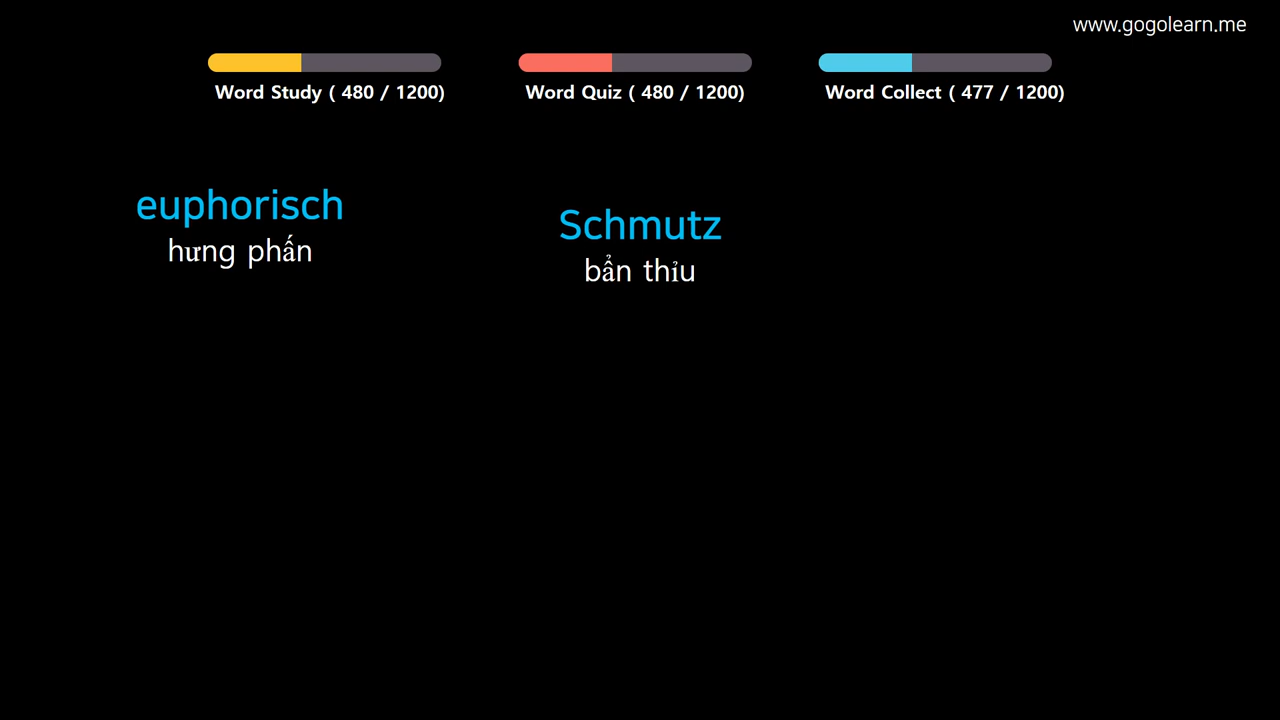 www.gogolearn.me
Word Study ( 480 / 1200)
Word Quiz ( 480 / 1200)
Word Collect ( 477 / 1200)
euphorisch
hưng phấn
Schmutz
bẩn thỉu